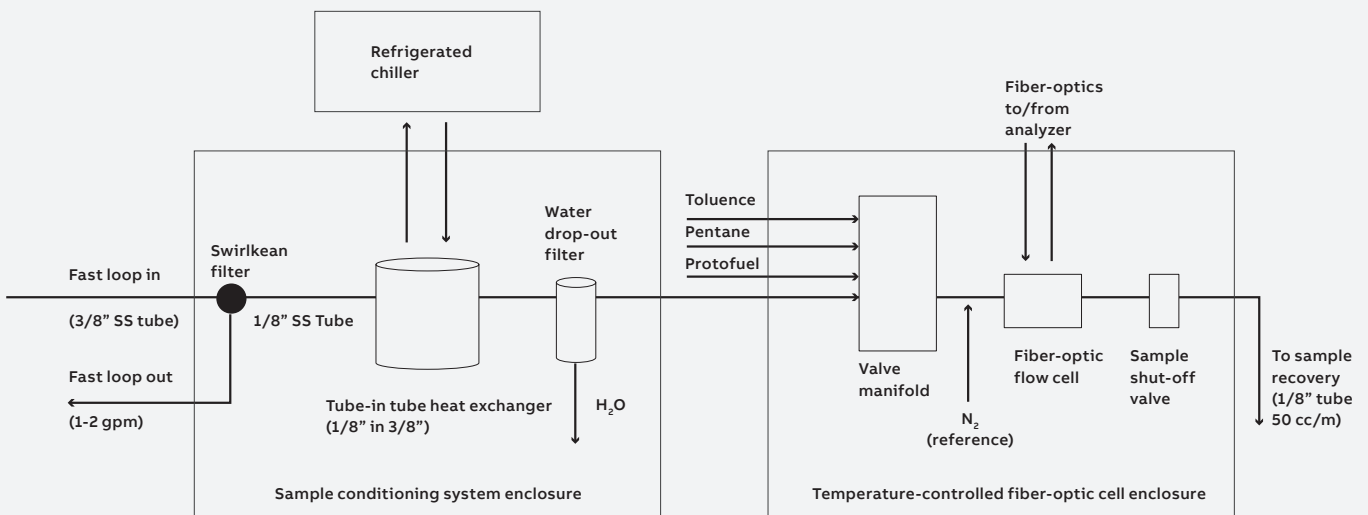 Refrigerated
chiller
Fiber-optics
to/from
analyzer
Toluence
Pentane
Protofuel
Water
drop-out
filter
Swirlkean
filter
Fast loop in
(3/8” SS tube)
1/8” SS Tube
Fast loop out
(1-2 gpm)
Tube-in tube heat exchanger
(1/8” in 3/8”)
H₂O
Valve
manifold
N₂
(reference)
Fiber-optic
flow cell
Sample
shut-off
valve
To sample
recovery
(1/8” tube
50 cc/m)
Sample conditioning system enclosure
Temperature-controlled fiber-optic cell enclosure